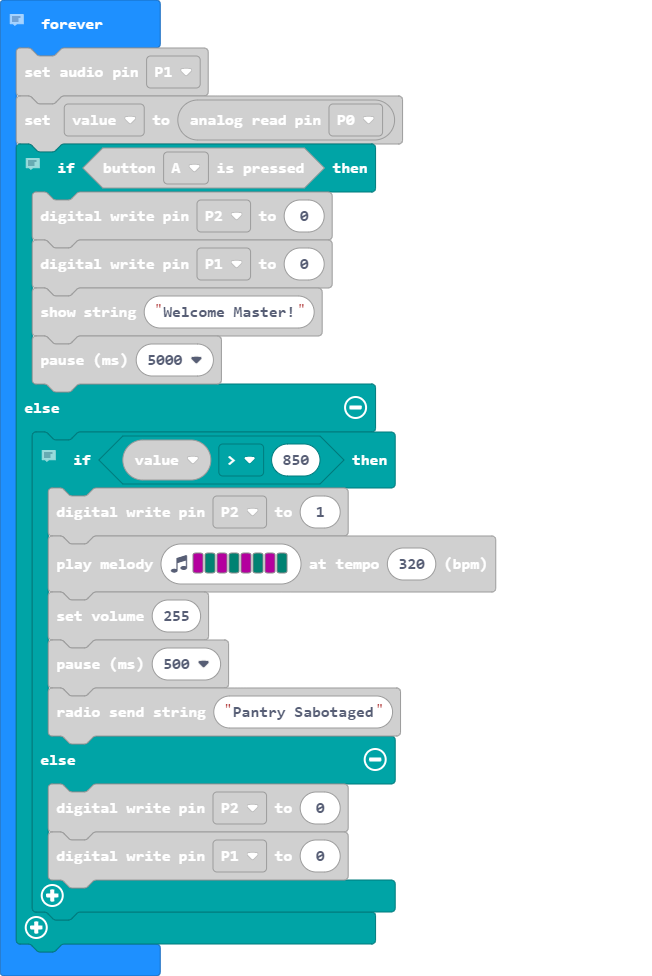 forever
set audio pin P1
set value to analog read pin P0
if button A is pressed then
digital write pin P2 to 0
digital write pin P1 to 0
show string "Welcome Master!"
pause (ms) 5000
else
if value > 850 then
digital write pin P2 to 1
play melody at tempo 320 (bpm)
set volume 255
pause (ms) 500
radio send string "Pantry Sabotaged"
else
digital write pin P2 to 0
digital write pin P1 to 0